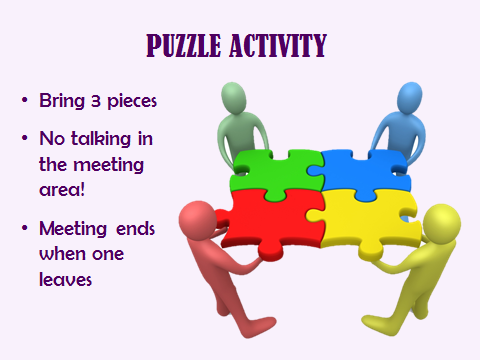 PUZZLE ACTIVITY
• Bring 3 pieces
• No talking in
the meeting
area!
• Meeting ends
when one
leaves